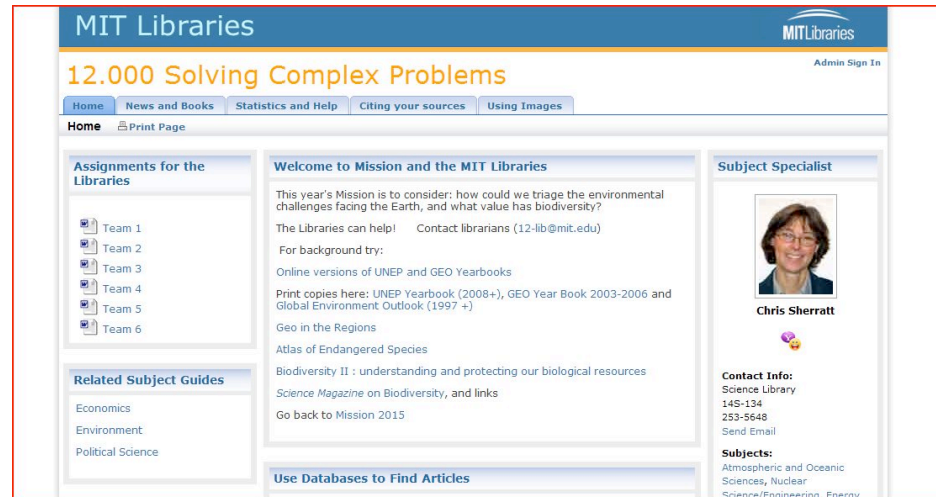 MIT Libraries
MITLibraries
12.000 Solving Complex Problems
Admin Sign In
Home
News and Books
Statistics and Help
Citing your sources
Using Images
Home
Print Page
Assignments for the
Libraries
Team 1
Team 2
Team 3
Team 4
Team 5
Team 6
Related Subject Guides
Economics
Environment
Political Science
Welcome to Mission and the MIT Libraries
This year's Mission is to consider: how could we triage the environmental
challenges facing the Earth, and what value has biodiversity?
The Libraries can help! Contact librarians (12-lib@mit.edu)
For background try:
Online versions of UNEP and GEO Yearbooks
Print copies here: UNEP Yearbook (2008+), GEO Year Book 2003-2006 and
Global Environment Outlook (1997 +)
Geo in the Regions
Atlas of Endangered Species
Biodiversity II : understanding and protecting our biological resources
Science Magazine on Biodiversity, and links
Go back to Mission 2015
Use Databases to Find Articles
Subject Specialist
Chris Sherratt
Contact Info:
Science Library
14S-134
253-5648
Send Email
Subjects:
Atmospheric and Oceanic
Sciences, Nuclear
Science/Engineering, Energy